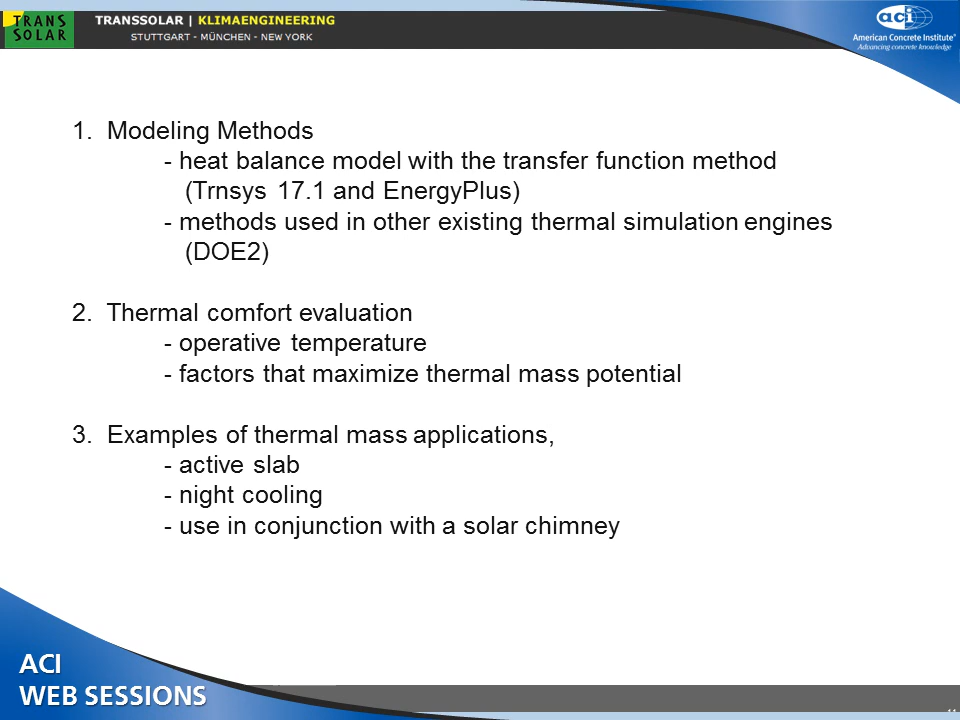 TRANS SOLAR
TRANSSOLAR | KLIMAENGINEERING
STUTTGART - MÜNCHEN - NEW YORK
aci
American Concrete Institute®
Advancing concrete knowledge
1. Modeling Methods
- heat balance model with the transfer function method
(Trnsys 17.1 and EnergyPlus)
- methods used in other existing thermal simulation engines
(DOE2)
2. Thermal comfort evaluation
- operative temperature
- factors that maximize thermal mass potential
3. Examples of thermal mass applications,
- active slab
- night cooling
- use in conjunction with a solar chimney
ACI
WEB SESSIONS